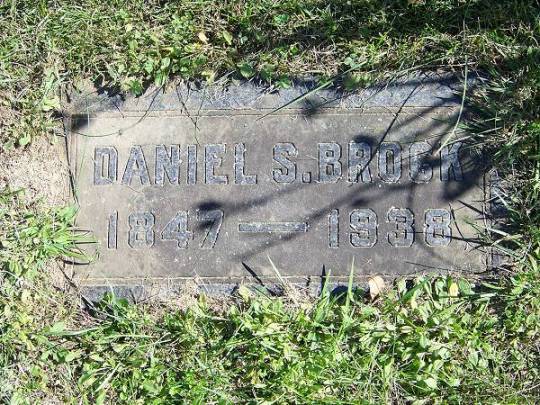 DANIEL S. BROCK
1847 — 1938